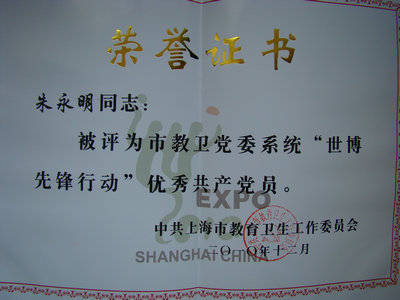 荣誉证书
朱永明同志：
被评为市教卫党委系统“世博
先锋行动”优秀共产党员。
EXPO
中共上海市教育卫生工作委员会
二〇一〇年十二月
SHANGHAI CHINA